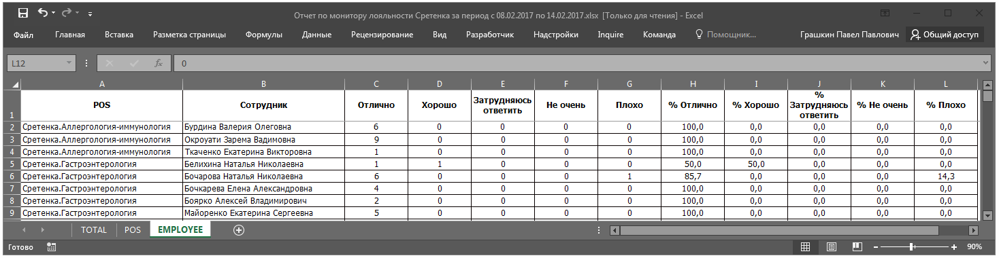 Отчет по монитору лояльности Сретенка за период с 08.02.2017 по 14.02.2017.xlsx [Только для чтения] - Excel
Файл Главная Вставка Разметка страницы Формулы Данные Рецензирование Вид Разработчик Надстройки Inquire Команда Помощник... Грашкин Павел Павлович Общий доступ
L12 fx 0
A B C D E F G H I J K L
1 POS Сотрудник Отлично Хорошо Затрудняюсь ответить Не очень Плохо % Отлично % Хорошо % Затрудняюсь ответить % Не очень % Плохо
2 Сретенка.Аллергология-иммунология Бурдина Валерия Олеговна 6 0 0 0 0 100,0 0,0 0,0 0,0 0,0
3 Сретенка.Аллергология-иммунология Окроуати Зарема Вадимовна 9 0 0 0 0 100,0 0,0 0,0 0,0 0,0
4 Сретенка.Аллергология-иммунология Ткаченко Екатерина Викторовна 1 0 0 0 0 100,0 0,0 0,0 0,0 0,0
5 Сретенка.Гастроэнтерология Белихина Наталья Николаевна 1 1 0 0 0 50,0 50,0 0,0 0,0 0,0
6 Сретенка.Гастроэнтерология Бочарова Наталья Николаевна 6 0 0 0 1 85,7 0,0 0,0 0,0 14,3
7 Сретенка.Гастроэнтерология Бочкарева Елена Александровна 4 0 0 0 0 100,0 0,0 0,0 0,0 0,0
8 Сретенка.Гастроэнтерология Боярко Алексей Владимирович 2 0 0 0 0 100,0 0,0 0,0 0,0 0,0
9 Сретенка.Гастроэнтерология Майоренко Екатерина Сергеевна 5 0 0 0 0 100,0 0,0 0,0 0,0 0,0
TOTAL POS EMPLOYEE
Готово 90%